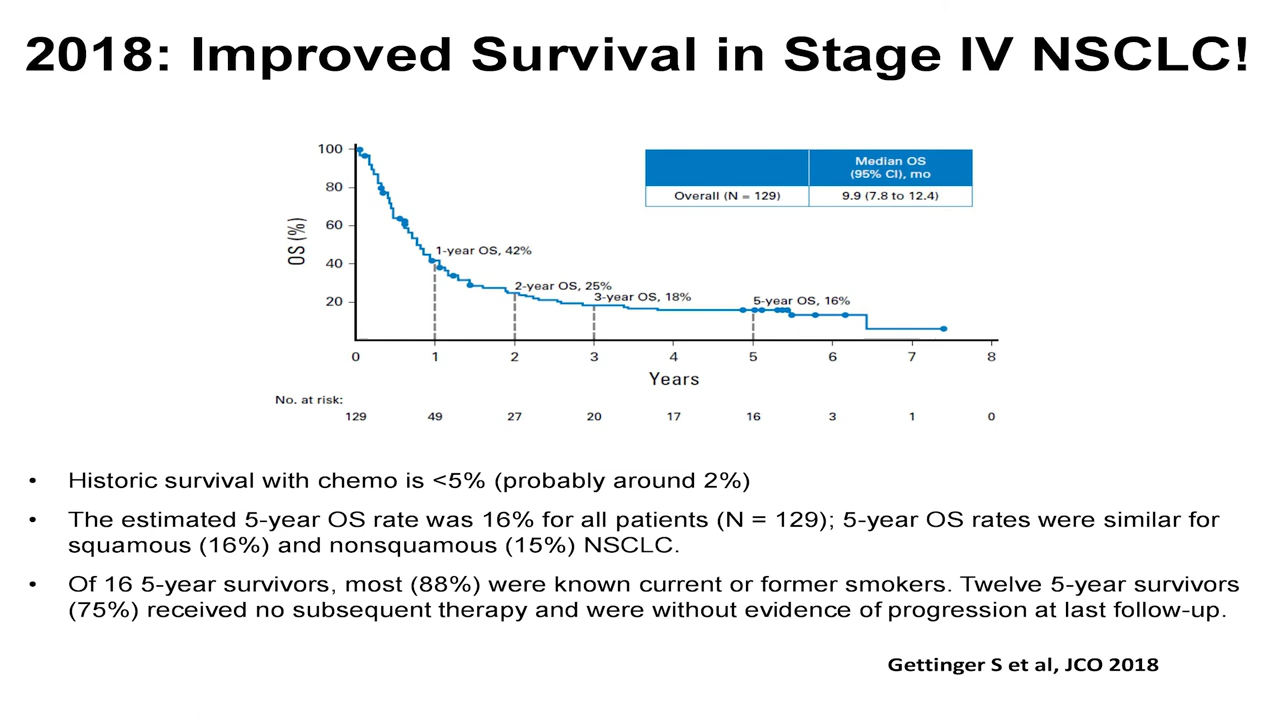 2018: Improved Survival in Stage IV NSCLC!
100
80
60
40
20
OS (%)
Median OS
(95% CI), mo
Overall (N = 129)
9.9 (7.8 to 12.4)
1-year OS, 42%
2-year OS, 25%
3-year OS, 18%
5-year OS, 16%
0 1 2 3 4 5 6 7 8
Years
No. at risk:
129 49 27 20 17 16 3 1 0
• Historic survival with chemo is <5% (probably around 2%)
• The estimated 5-year OS rate was 16% for all patients (N = 129); 5-year OS rates were similar for
squamous (16%) and nonsquamous (15%) NSCLC.
• Of 16 5-year survivors, most (88%) were known current or former smokers. Twelve 5-year survivors
(75%) received no subsequent therapy and were without evidence of progression at last follow-up.
Gettinger S et al, JCO 2018